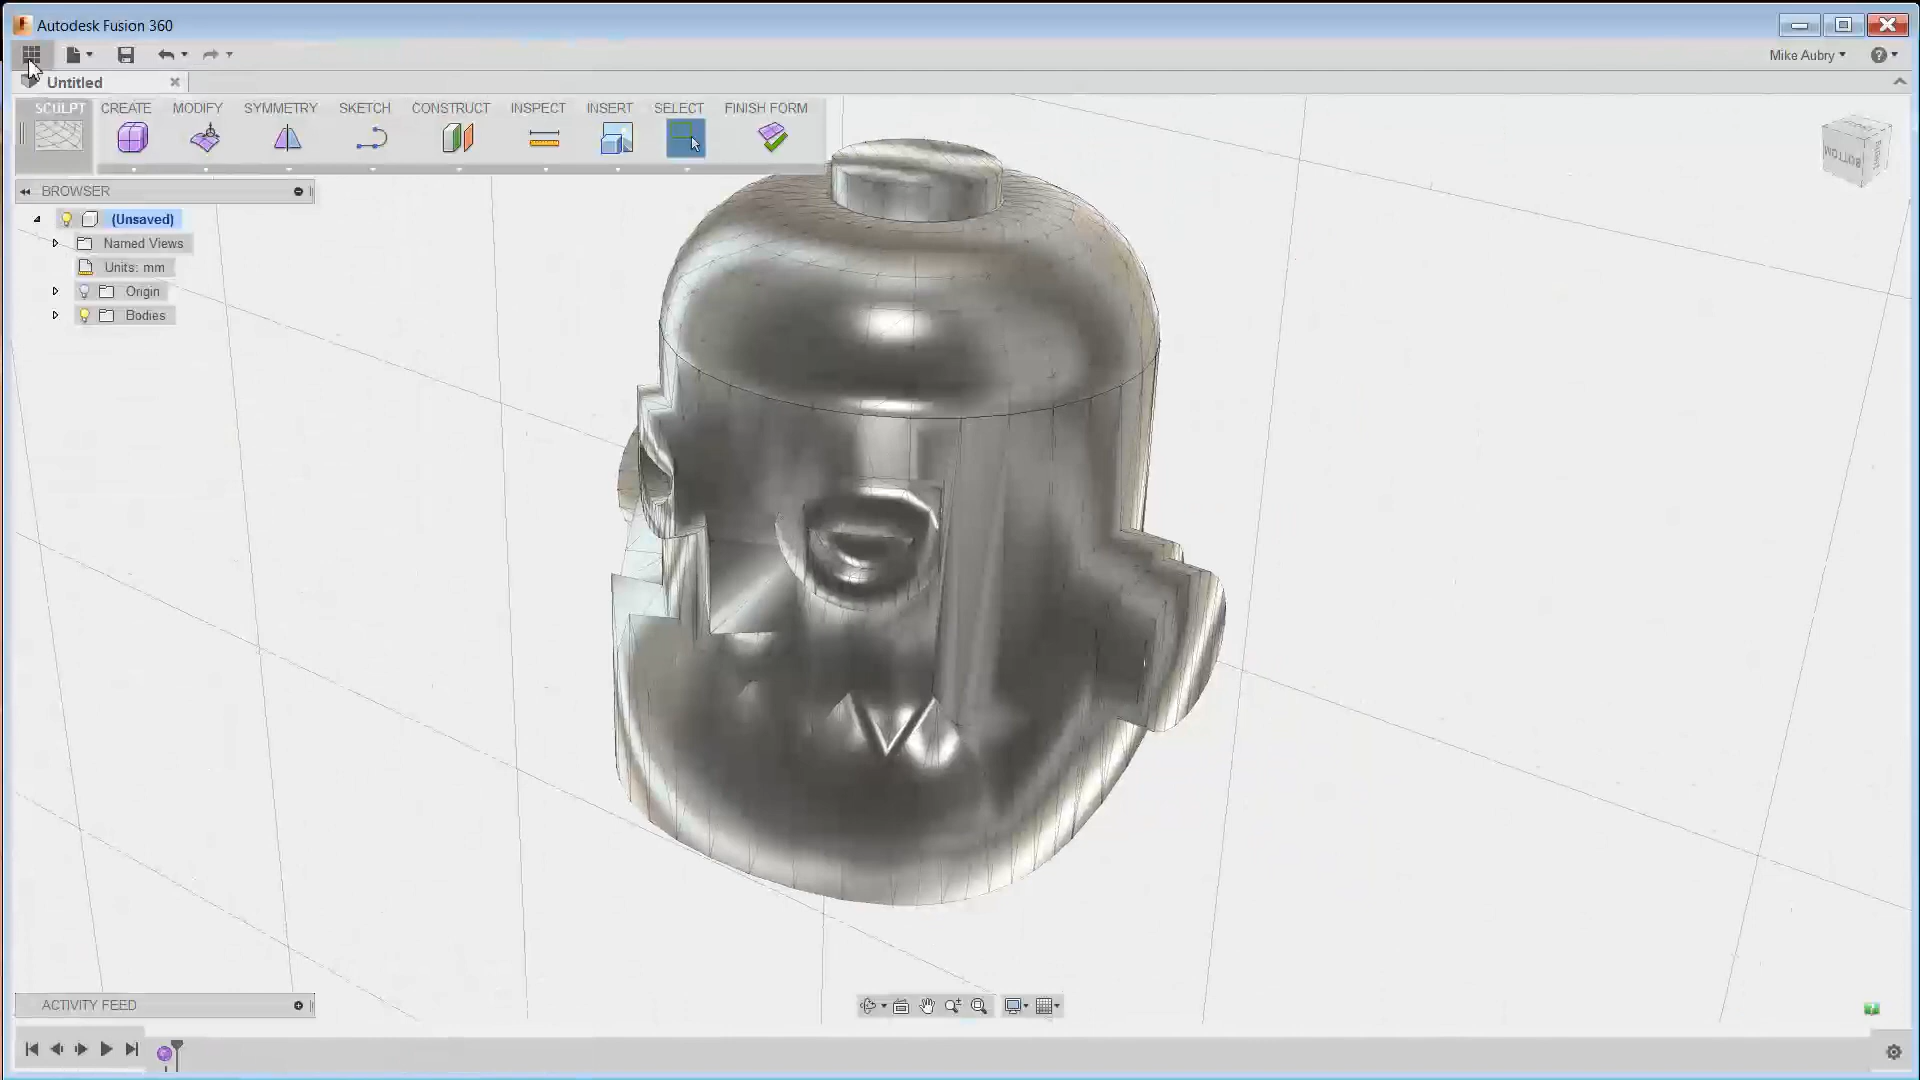 Autodesk Fusion 360
Mike Aubry
Untitled
SCULPT CREATE MODIFY SYMMETRY SKETCH CONSTRUCT INSPECT INSERT SELECT FINISH FORM
BOTTOM
BROWSER
(Unsaved)
Named Views
Units: mm
Origin
Bodies
ACTIVITY FEED